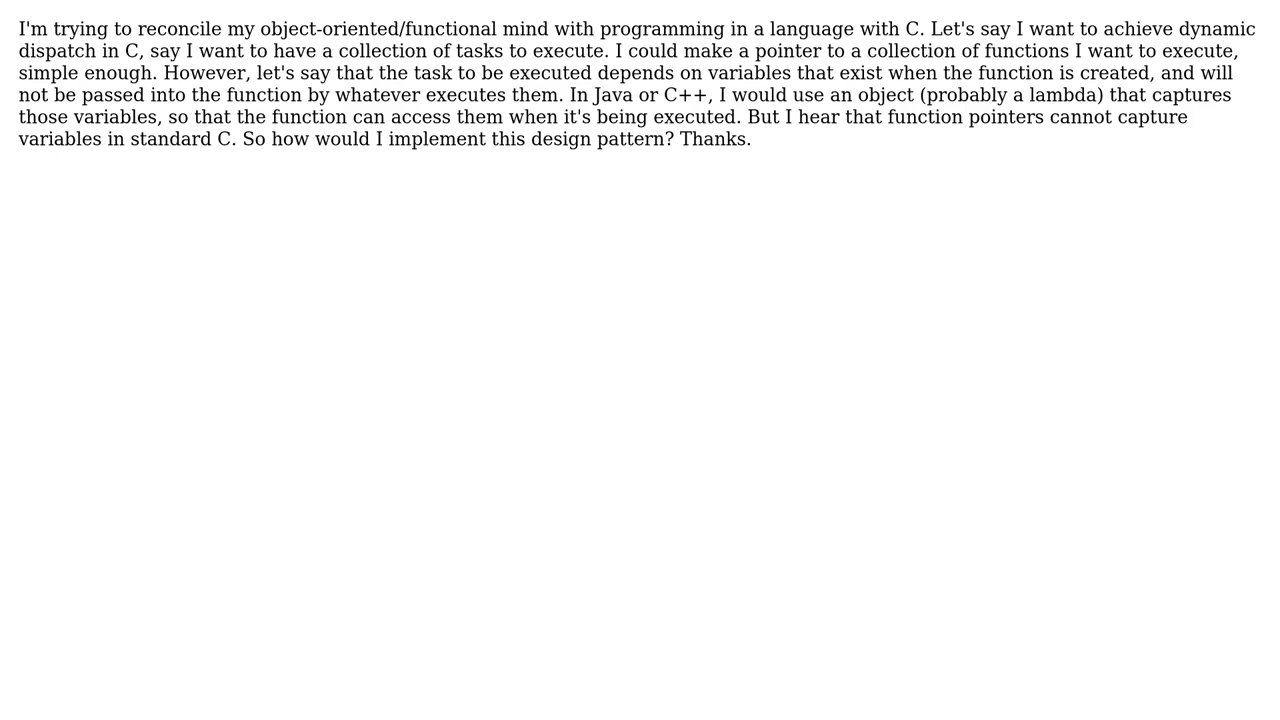 I'm trying to reconcile my object-oriented/functional mind with programming in a language with C. Let's say I want to achieve dynamic
dispatch in C, say I want to have a collection of tasks to execute. I could make a pointer to a collection of functions I want to execute,
simple enough. However, let's say that the task to be executed depends on variables that exist when the function is created, and will
not be passed into the function by whatever executes them. In Java or C++, I would use an object (probably a lambda) that captures
those variables, so that the function can access them when it's being executed. But I hear that function pointers cannot capture
variables in standard C. So how would I implement this design pattern? Thanks.